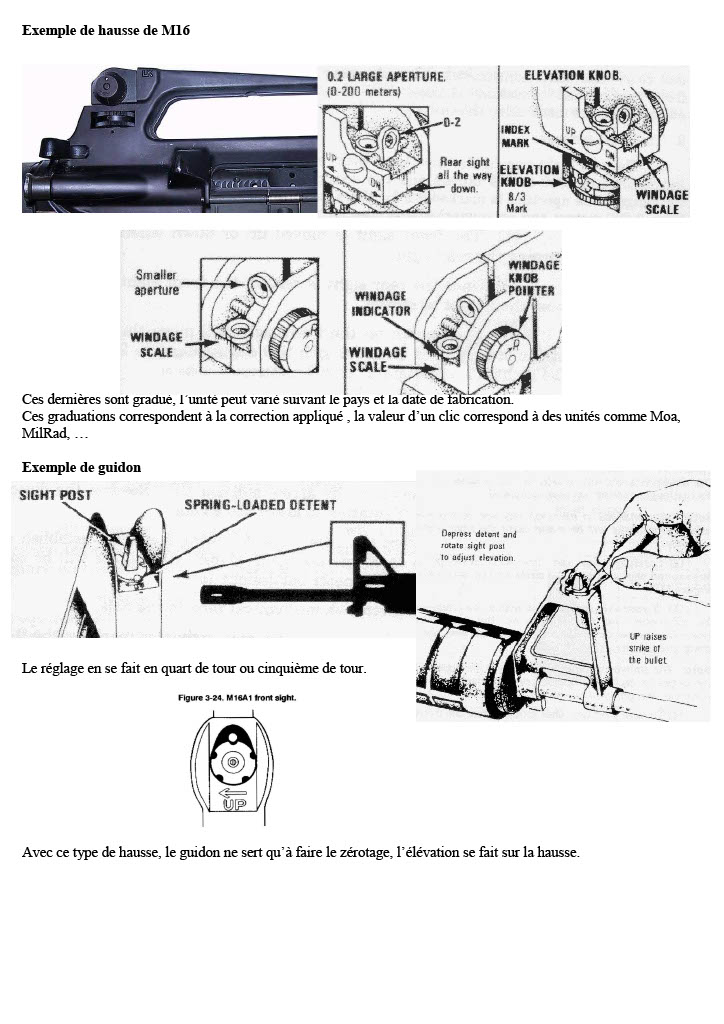 Exemple de hausse de M16
0.2 LARGE APERTURE.
(0-200 meters)
0-2
UP
DN
Rear sight
all the way
down.
ELEVATION KNOB.
INDEX
MARK
UP
DN
ELEVATION
KNOB
8/3
Mark
WINDAGE
SCALE
Smaller
aperture
WINDAGE
SCALE
WINDAGE
KNOB
POINTER
WINDAGE
INDICATOR
WINDAGE
SCALE
R
R
Ces dernières sont gradué, l’unité peut varié suivant le pays et la date de fabrication.
Ces graduations correspondent à la correction appliqué , la valeur d’un clic correspond à des unités comme Moa,
MilRad, …
Exemple de guidon
SIGHT POST
SPRING-LOADED DETENT
Depress detent and
rotate sight post
to adjust elevation.
UP raises
strike of
the bullet
Le réglage en se fait en quart de tour ou cinquième de tour.
Figure 3-24. M16A1 front sight.
UP
Avec ce type de hausse, le guidon ne sert qu’à faire le zérotage, l’élévation se fait sur la hausse.